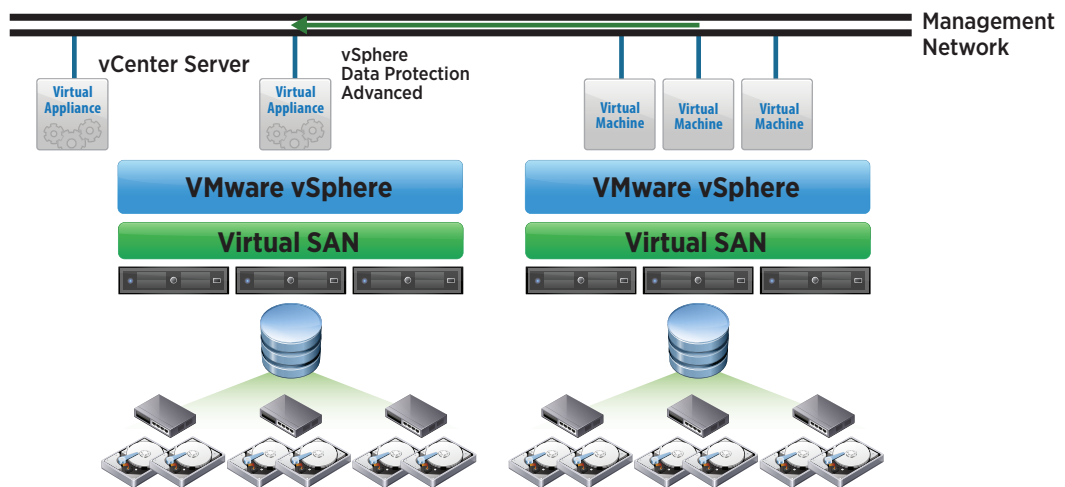 Management
Network
vCenter Server
vSphere
Data Protection
Advanced
Virtual
Appliance
Virtual
Appliance
Virtual
Machine
Virtual
Machine
Virtual
Machine
VMware vSphere
VMware vSphere
Virtual SAN
Virtual SAN